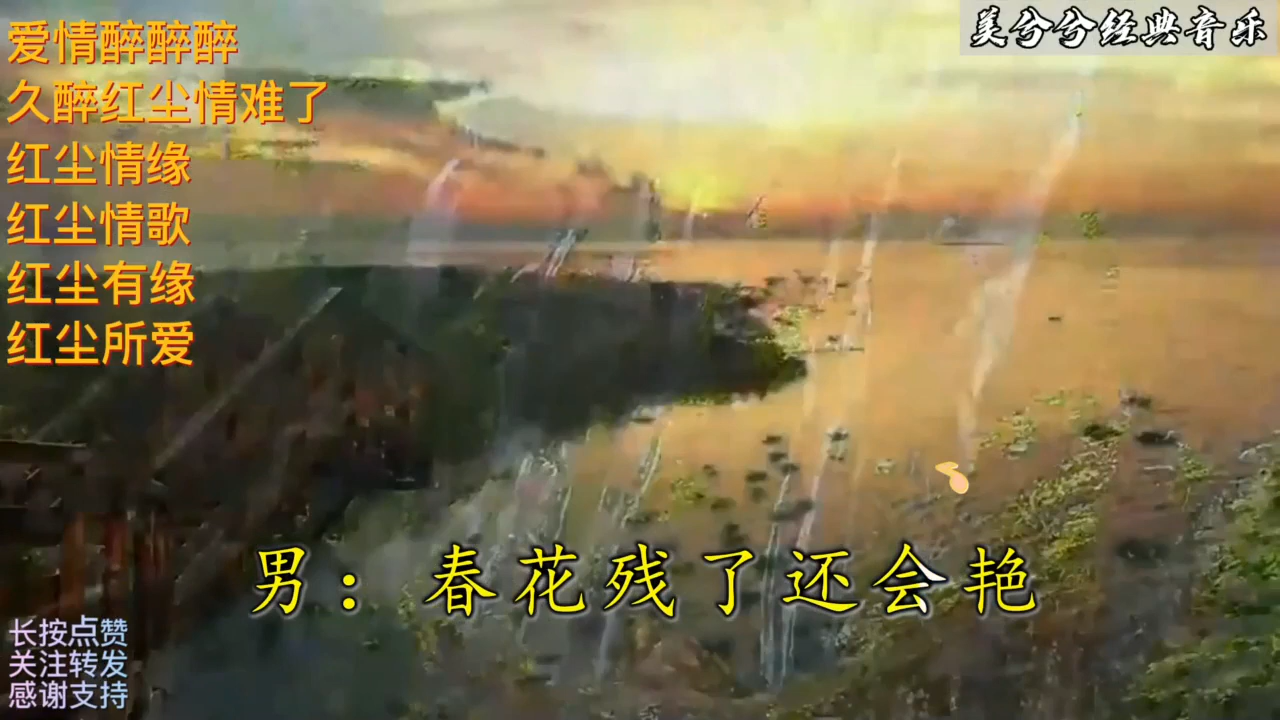 爱情醉醉醉
久醉红尘情难了
红尘情缘
红尘情歌
红尘有缘
红尘所爱
美兮兮经典音乐
男：春花残了还会艳
长按点赞
关注转发
感谢支持